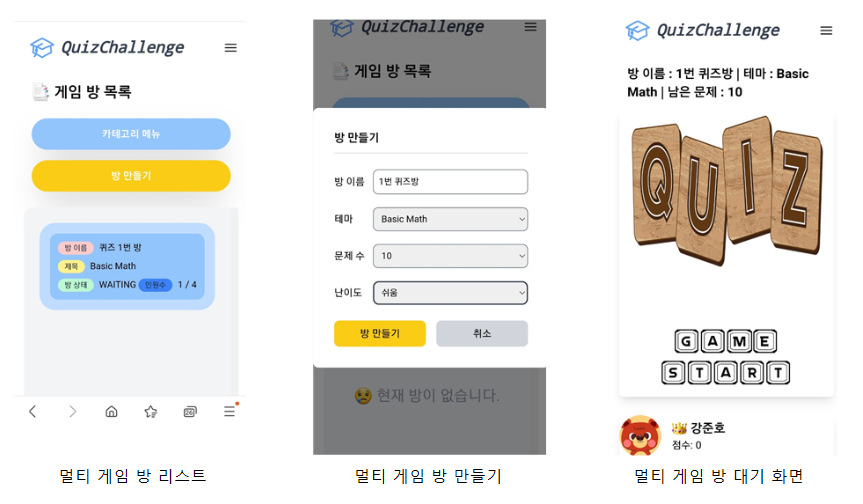 QuizChallenge
게임 방 목록
카테고리 메뉴
방 만들기
방 이름 퀴즈 1번 방
제목 Basic Math
방 상태 WAITING 인원수 1 / 4
멀티 게임 방 리스트
QuizChallenge
게임 방 목록
방 만들기
방 이름 1번 퀴즈방
테마 Basic Math
문제 수 10
난이도 쉬움
방 만들기 취소
😢 현재 방이 없습니다.
멀티 게임 방 만들기
QuizChallenge
방 이름 : 1번 퀴즈방 | 테마 : Basic
Math | 남은 문제 : 10
QUIZ
GAME
START
👑 강준호
점수: 0
멀티 게임 방 대기 화면